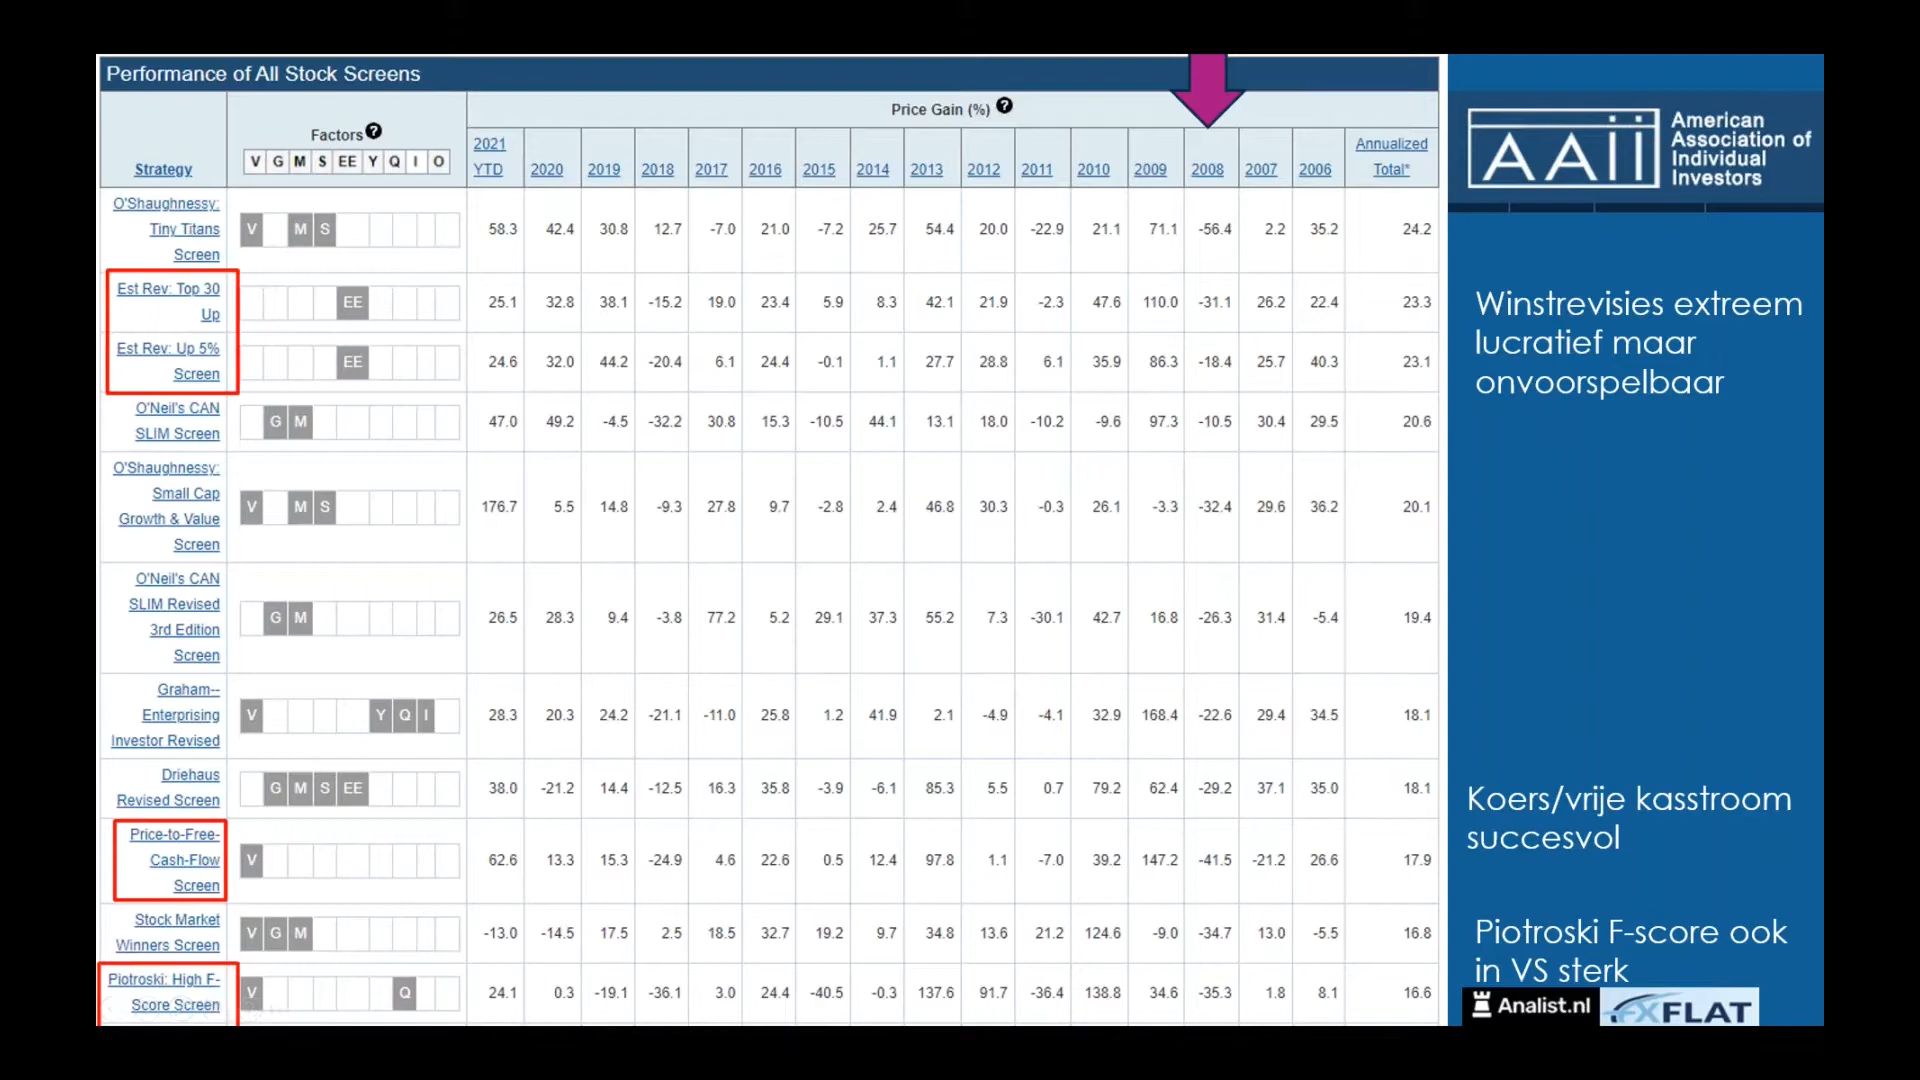 Performance of All Stock Screens
Strategy
Factors ?
V G M S EE Y Q I O
Price Gain (%) ?
2021 YTD 2020 2019 2018 2017 2016 2015 2014 2013 2012 2011 2010 2009 2008 2007 2006 Annualized Total*
O'Shaughnessy:
Tiny Titans
Screen
V M S
58.3 42.4 30.8 12.7 -7.0 21.0 -7.2 25.7 54.4 20.0 -22.9 21.1 71.1 -56.4 2.2 35.2 24.2
Est Rev: Top 30
Up
EE
25.1 32.8 38.1 -15.2 19.0 23.4 5.9 8.3 42.1 21.9 -2.3 47.6 110.0 -31.1 26.2 22.4 23.3
Est Rev: Up 5%
Screen
EE
24.6 32.0 44.2 -20.4 6.1 24.4 -0.1 1.1 27.7 28.8 6.1 35.9 86.3 -18.4 25.7 40.3 23.1
O'Neil's CAN
SLIM Screen
G M
47.0 49.2 -4.5 -32.2 30.8 15.3 -10.5 44.1 13.1 18.0 -10.2 -9.6 97.3 -10.5 30.4 29.5 20.6
O'Shaughnessy:
Small Cap
Growth & Value
Screen
V M S
176.7 5.5 14.8 -9.3 27.8 9.7 -2.8 2.4 46.8 30.3 -0.3 26.1 -3.3 -32.4 29.6 36.2 20.1
O'Neil's CAN
SLIM Revised
3rd Edition
Screen
G M
26.5 28.3 9.4 -3.8 77.2 5.2 29.1 37.3 55.2 7.3 -30.1 42.7 16.8 -26.3 31.4 -5.4 19.4
Graham--
Enterprising
Investor Revised
V Y Q I
28.3 20.3 24.2 -21.1 -11.0 25.8 1.2 41.9 2.1 -4.9 -4.1 32.9 168.4 -22.6 29.4 34.5 18.1
Driehaus
Revised Screen
G M S EE
38.0 -21.2 14.4 -12.5 16.3 35.8 -3.9 -6.1 85.3 5.5 0.7 79.2 62.4 -29.2 37.1 35.0 18.1
Price-to-Free-
Cash-Flow
Screen
V
62.6 13.3 15.3 -24.9 4.6 22.6 0.5 12.4 97.8 1.1 -7.0 39.2 147.2 -41.5 -21.2 26.6 17.9
Stock Market
Winners Screen
V G M
-13.0 -14.5 17.5 2.5 18.5 32.7 19.2 9.7 34.8 13.6 21.2 124.6 -9.0 -34.7 13.0 -5.5 16.8
Piotroski: High F-
Score Screen
V Q
24.1 0.3 -19.1 -36.1 3.0 24.4 -40.5 -0.3 137.6 91.7 -36.4 138.8 34.6 -35.3 1.8 8.1 16.6
AAii
American
Association of
Individual
Investors
Winstrevisies extreem
lucratief maar
onvoorspelbaar
Koers/vrije kasstroom
succesvol
Piotroski F-score ook
in VS sterk
Analist.nl
FXFLAT